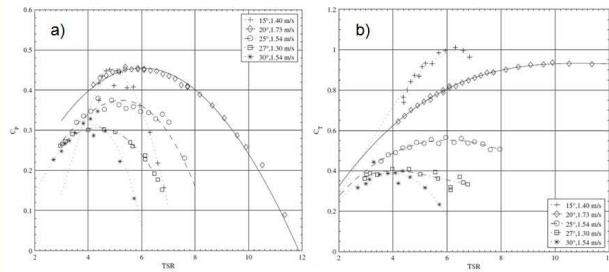 a)
15°,1.40 m/s
20°,1.73 m/s
25°,1.54 m/s
27°,1.30 m/s
30°,1.54 m/s
0.6
0.5
0.4
0.3
0.2
0.1
0
C_P
2
4
6
8
10
12
TSR
b)
1.2
1
0.8
0.6
0.4
0.2
0
C_T
15°,1.40 m/s
20°,1.73 m/s
25°,1.54 m/s
27°,1.30 m/s
30°,1.54 m/s
2
4
6
8
10
12
TSR